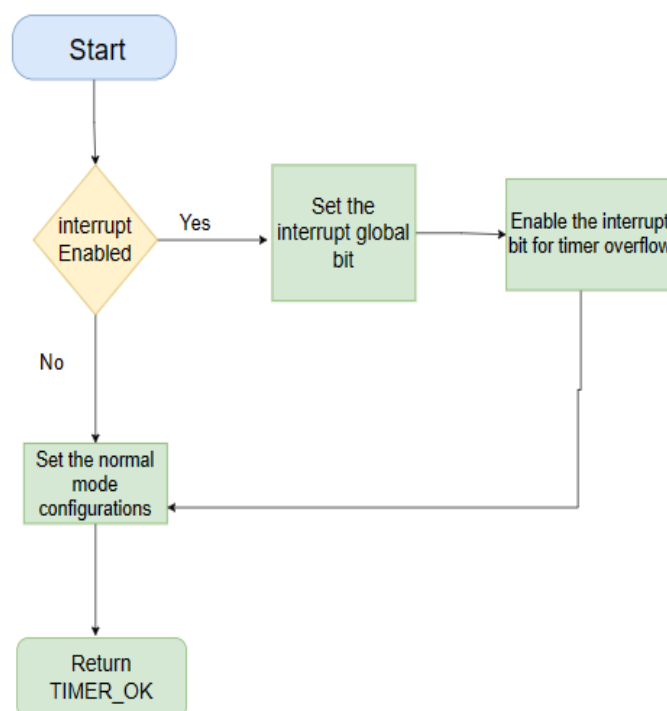 Start
interrupt
Enabled
Yes
Set the
interrupt global
bit
Enable the interrupt
bit for timer overflow
No
Set the normal
mode
configurations
Return
TIMER_OK